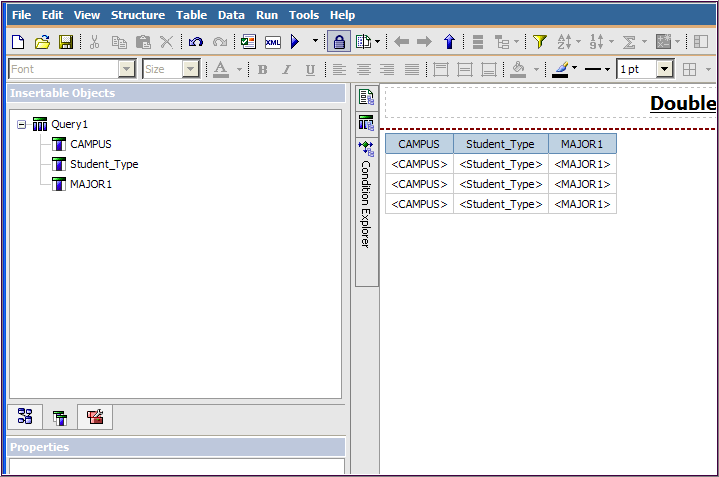 File Edit View Structure Table Data Run Tools Help
XML
Font Size A B I U 1 pt
Insertable Objects
Query1
CAMPUS
Student_Type
MAJOR1
Properties
Condition Explorer
Double
CAMPUS Student_Type MAJOR1
<CAMPUS> <Student_Type> <MAJOR1>
<CAMPUS> <Student_Type> <MAJOR1>
<CAMPUS> <Student_Type> <MAJOR1>